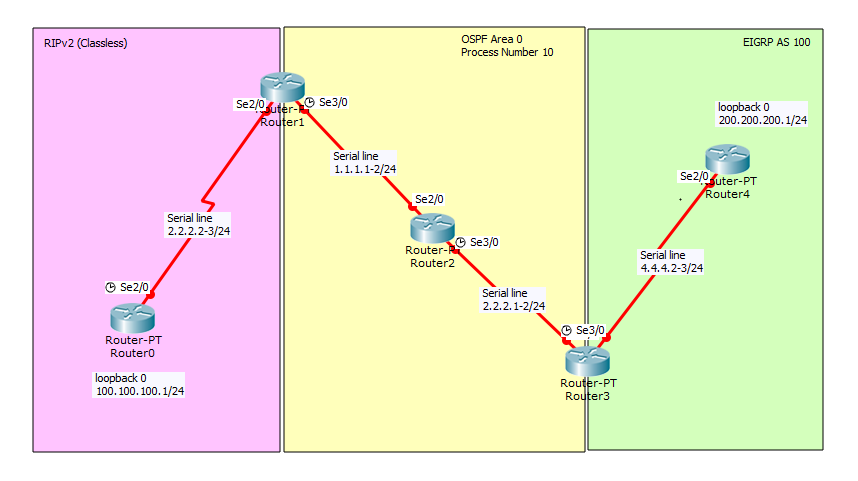 RIPv2 (Classless)
OSPF Area 0
Process Number 10
EIGRP AS 100
Se2/0
Se3/0
Router1
loopback 0
200.200.200.1/24
Serial line
1.1.1.1-2/24
Se2/0
Router-PT
Router4
Se2/0
Serial line
2.2.2.2-3/24
Se3/0
Router2
Serial line
4.4.4.2-3/24
Se2/0
Serial line
2.2.2.1-2/24
Router-PT
Router0
Se3/0
loopback 0
100.100.100.1/24
Router-PT
Router3